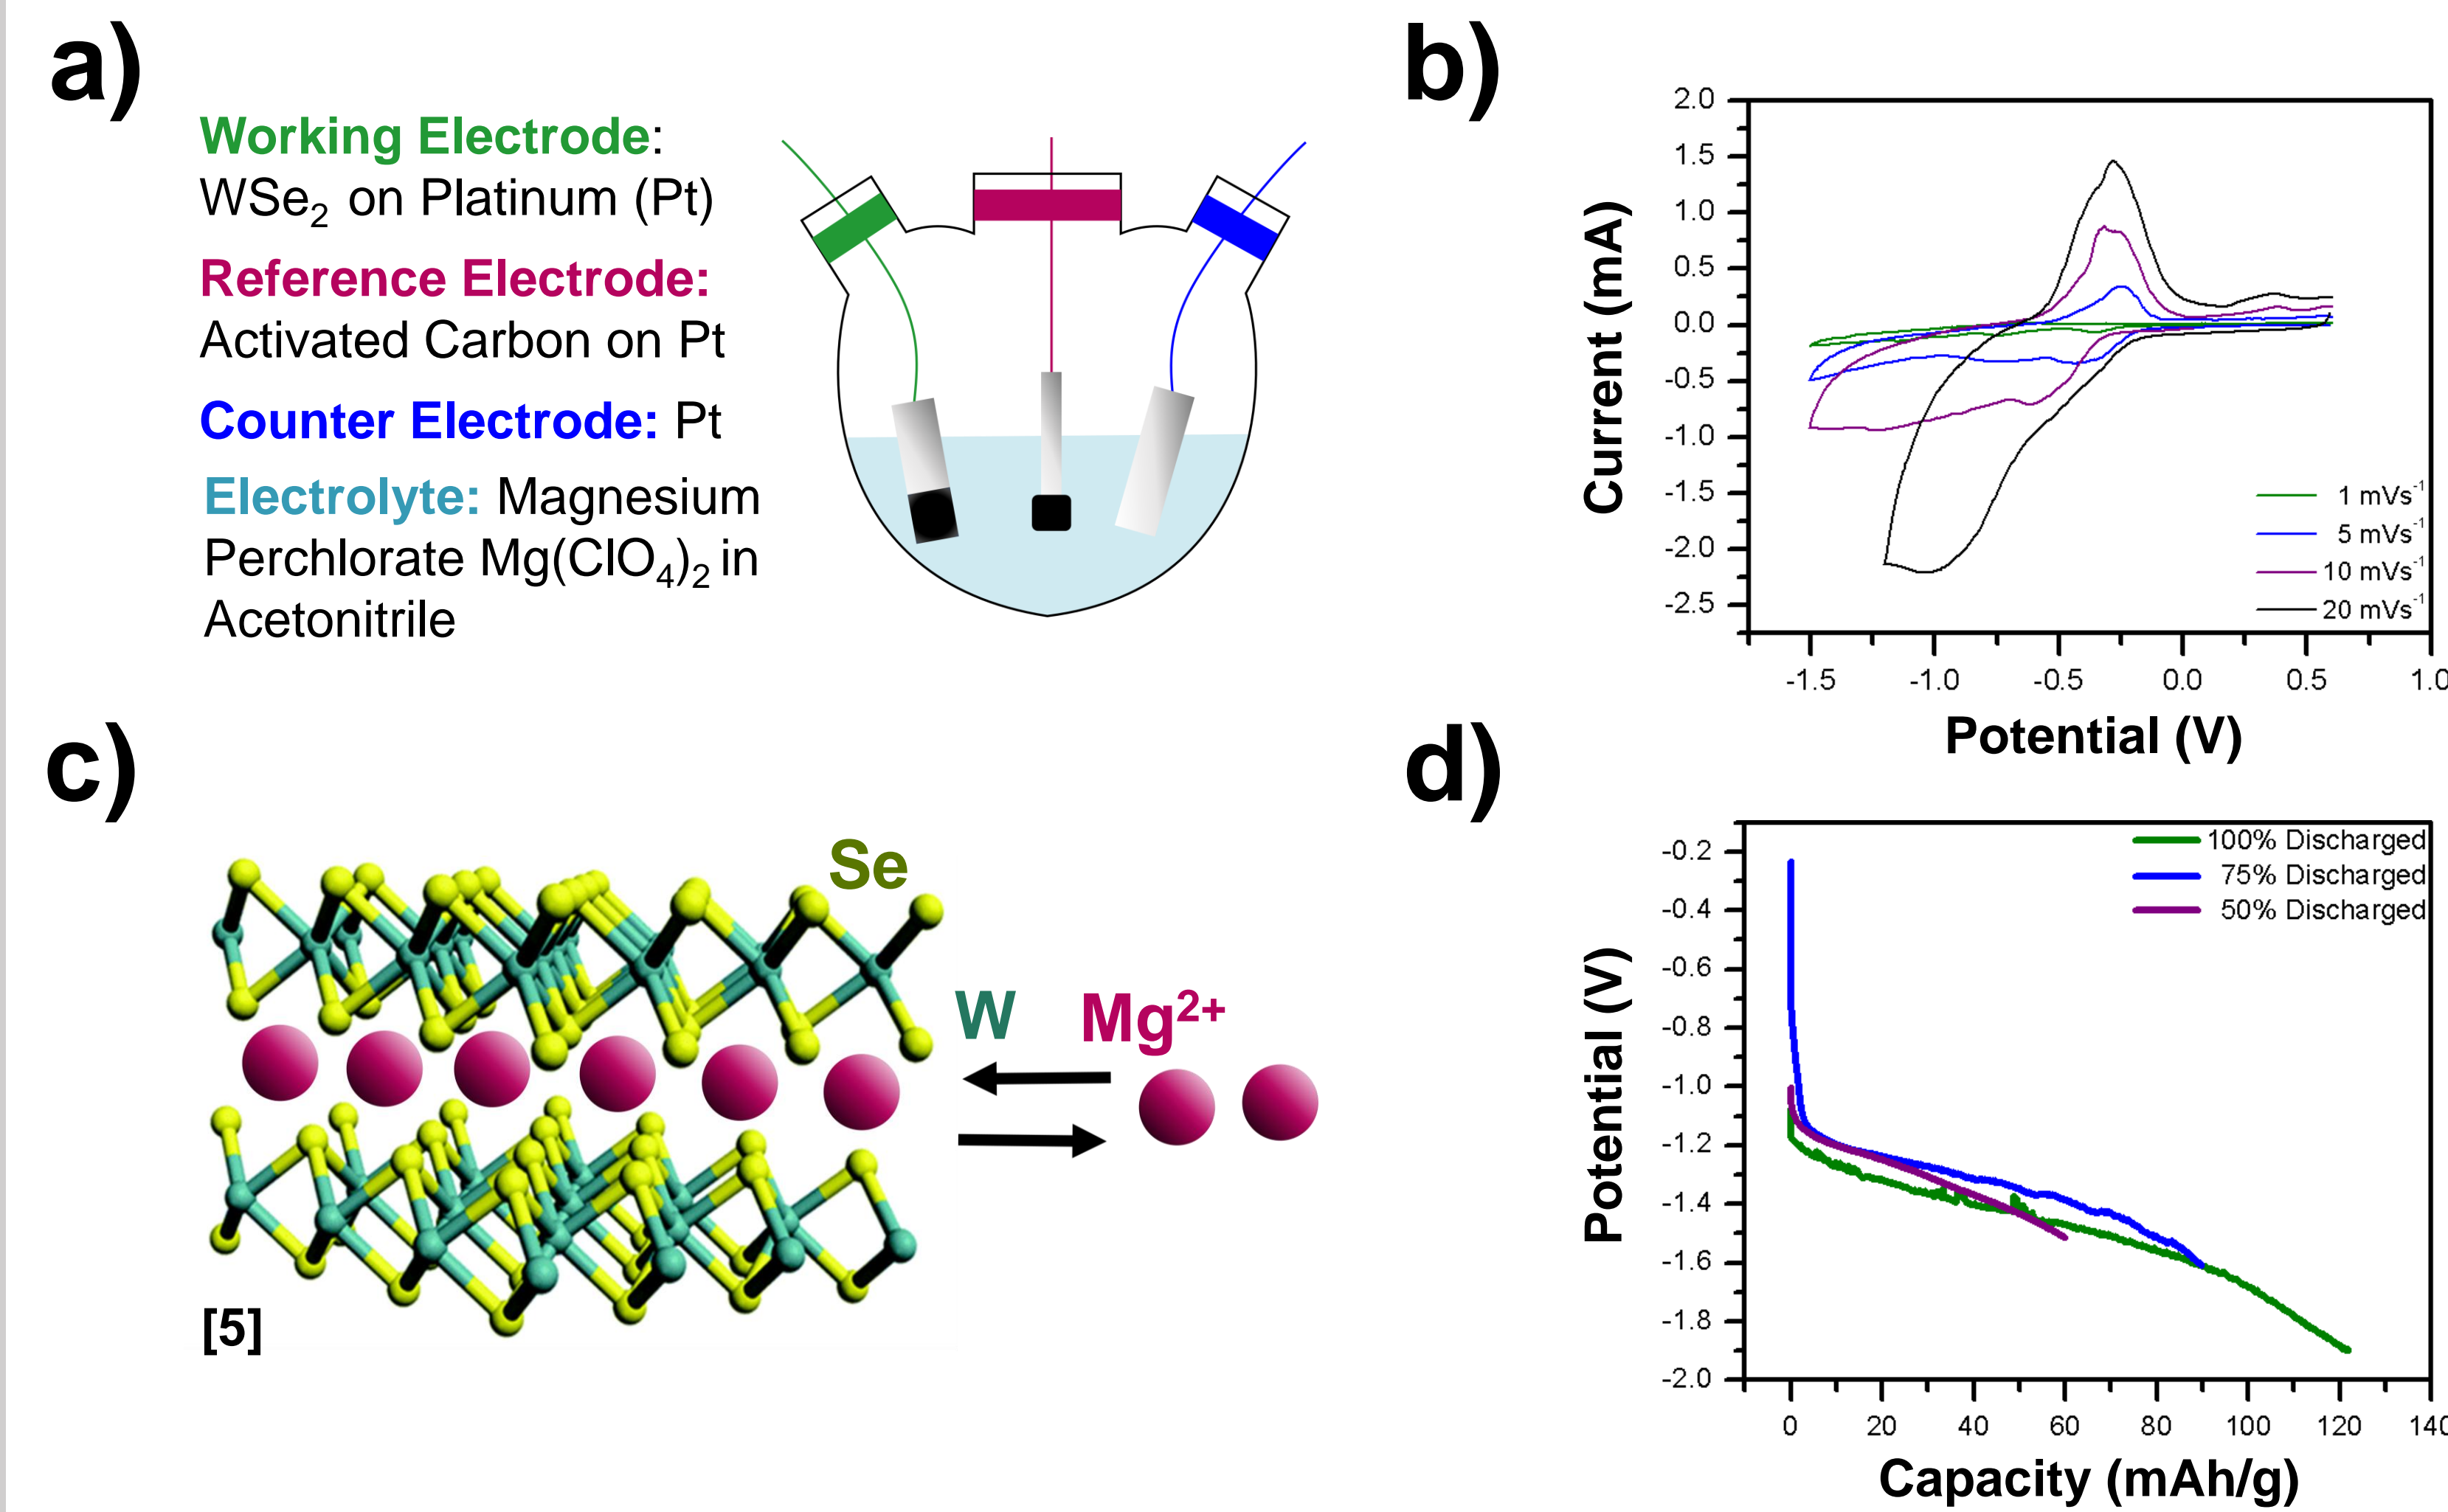 a)
Working Electrode:
WSe₂ on Platinum (Pt)
Reference Electrode:
Activated Carbon on Pt
Counter Electrode: Pt
Electrolyte: Magnesium
Perchlorate Mg(ClO₄)₂ in
Acetonitrile
b)
Current (mA)
2.0
1.5
1.0
0.5
0.0
-0.5
-1.0
-1.5
-2.0
-2.5
1 mVs⁻¹
5 mVs⁻¹
10 mVs⁻¹
20 mVs⁻¹
-1.5 -1.0 -0.5 0.0 0.5 1.0
Potential (V)
c)
Se
W Mg²⁺
[5]
d)
Potential (V)
-0.2
-0.4
-0.6
-0.8
-1.0
-1.2
-1.4
-1.6
-1.8
-2.0
100% Discharged
75% Discharged
50% Discharged
0 20 40 60 80 100 120 140
Capacity (mAh/g)